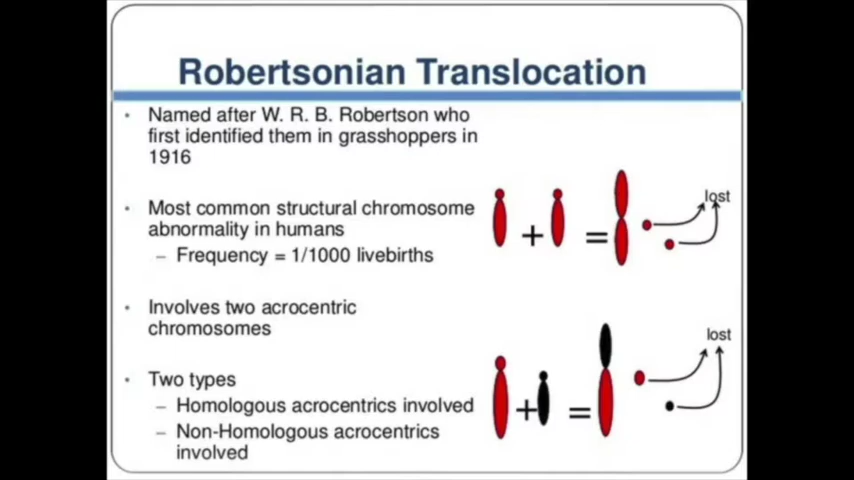 Robertsonian Translocation
• Named after W. R. B. Robertson who
first identified them in grasshoppers in
1916
• Most common structural chromosome
abnormality in humans
– Frequency = 1/1000 livebirths
• Involves two acrocentric
chromosomes
• Two types
– Homologous acrocentrics involved
– Non-Homologous acrocentrics
involved
lost
+ =
lost
+ =